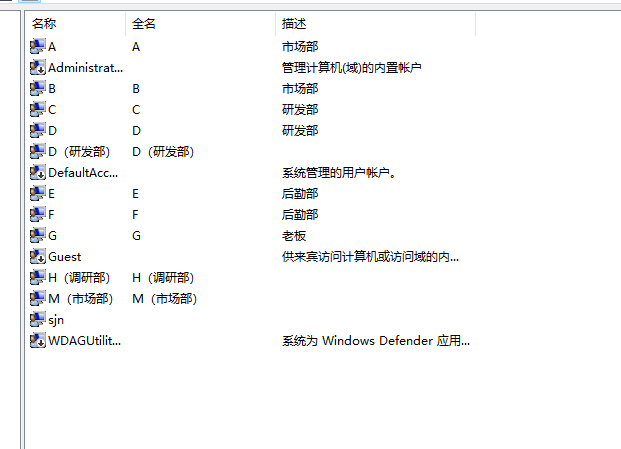 名称 全名 描述
A A 市场部
Administrat... 管理计算机(域)的内置帐户
B B 市场部
C C 研发部
D D 研发部
D（研发部） D（研发部）
DefaultAcc... 系统管理的用户帐户。
E E 后勤部
F F 后勤部
G G 老板
Guest 供来宾访问计算机或访问域的内...
H（调研部） H（调研部）
M（市场部） M（市场部）
sjn
WDAGUtilit... 系统为 Windows Defender 应用...